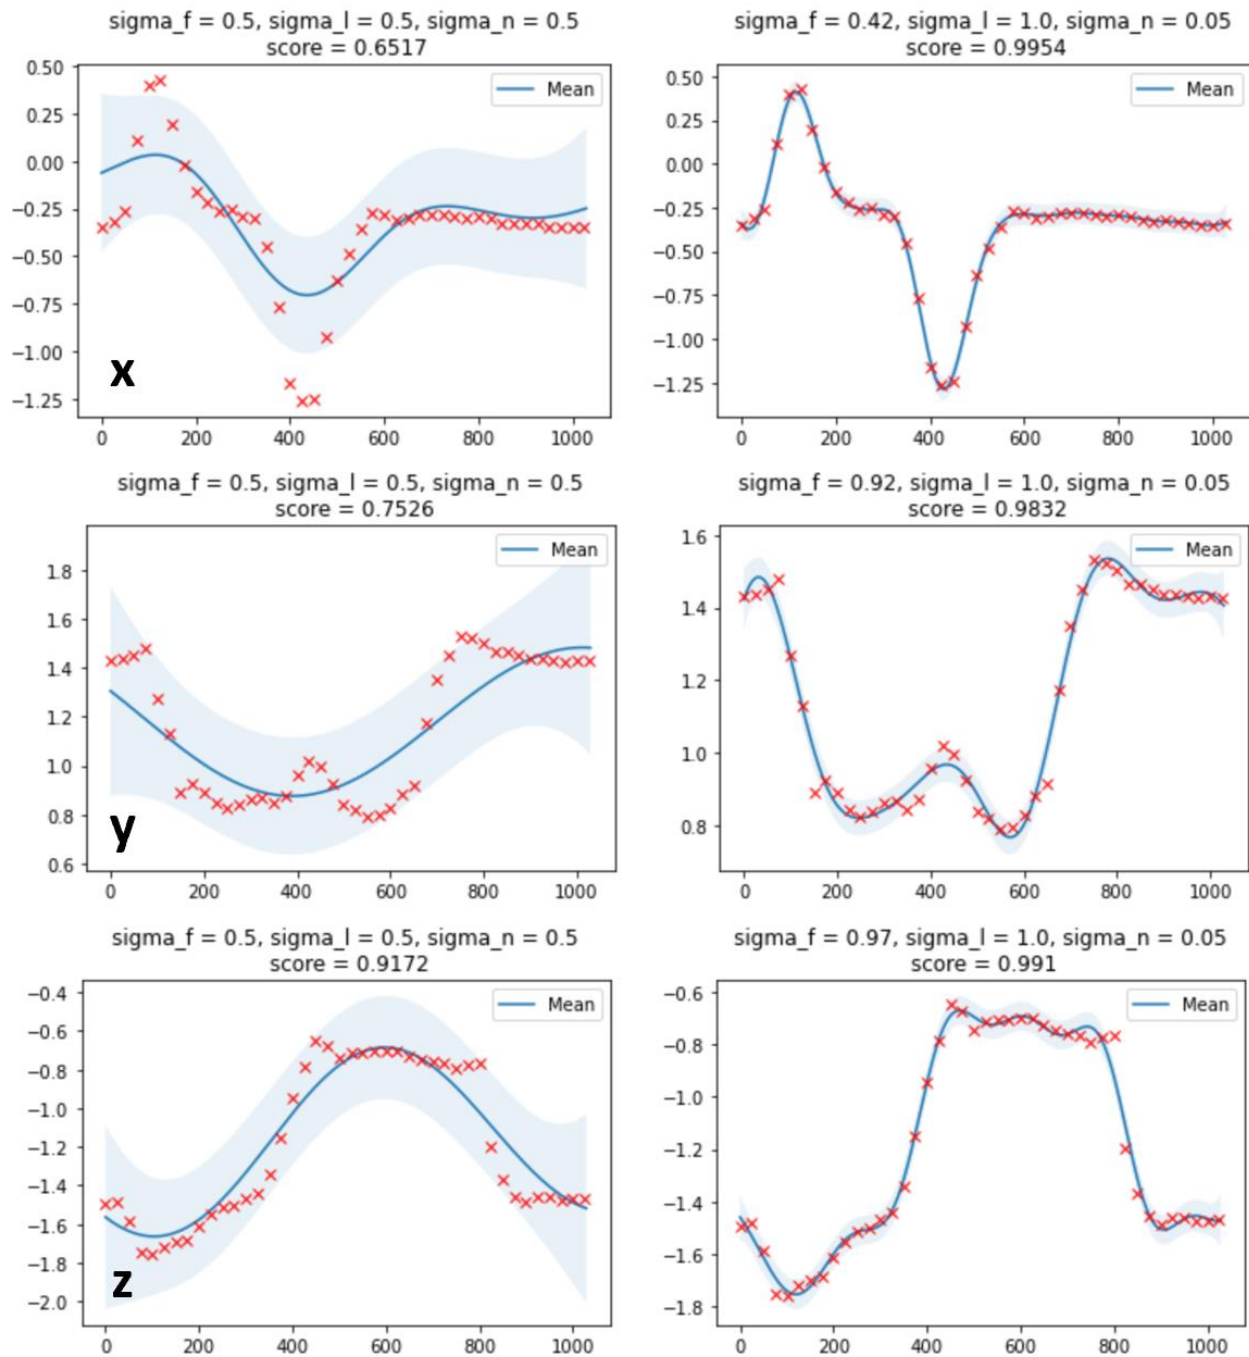 sigma_f = 0.5, sigma_l = 0.5, sigma_n = 0.5
score = 0.6517
0.50
0.25
0.00
−0.25
−0.50
−0.75
−1.00
−1.25
Mean
x
0 200 400 600 800 1000
sigma_f = 0.42, sigma_l = 1.0, sigma_n = 0.05
score = 0.9954
0.50
0.25
0.00
−0.25
−0.50
−0.75
−1.00
−1.25
Mean
0 200 400 600 800 1000
sigma_f = 0.5, sigma_l = 0.5, sigma_n = 0.5
score = 0.7526
1.8
1.6
1.4
1.2
1.0
0.8
0.6
Mean
y
0 200 400 600 800 1000
sigma_f = 0.92, sigma_l = 1.0, sigma_n = 0.05
score = 0.9832
1.6
1.4
1.2
1.0
0.8
Mean
0 200 400 600 800 1000
sigma_f = 0.5, sigma_l = 0.5, sigma_n = 0.5
score = 0.9172
−0.4
−0.6
−0.8
−1.0
−1.2
−1.4
−1.6
−1.8
−2.0
Mean
z
0 200 400 600 800 1000
sigma_f = 0.97, sigma_l = 1.0, sigma_n = 0.05
score = 0.991
−0.6
−0.8
−1.0
−1.2
−1.4
−1.6
−1.8
Mean
0 200 400 600 800 1000